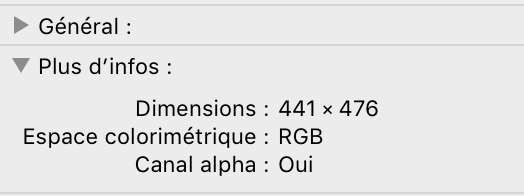 Général :
Plus d’infos :
Dimensions : 441 × 476
Espace colorimétrique : RGB
Canal alpha : Oui